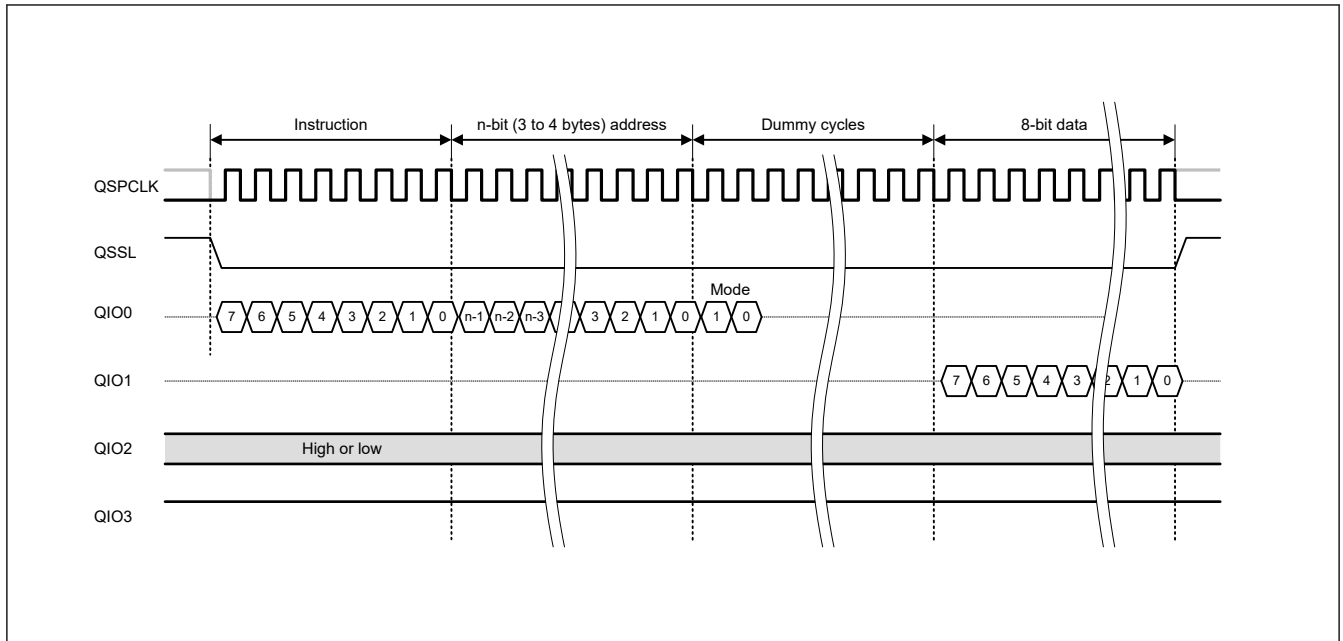 Instruction n-bit (3 to 4 bytes) address Dummy cycles 8-bit data
QSPCLK
QSSL
Mode
QIO0 7 6 5 4 3 2 1 0 n-1 n-2 n-3 3 2 1 0 1 0
QIO1 7 6 5 4 3 2 1 0
QIO2 High or low
QIO3